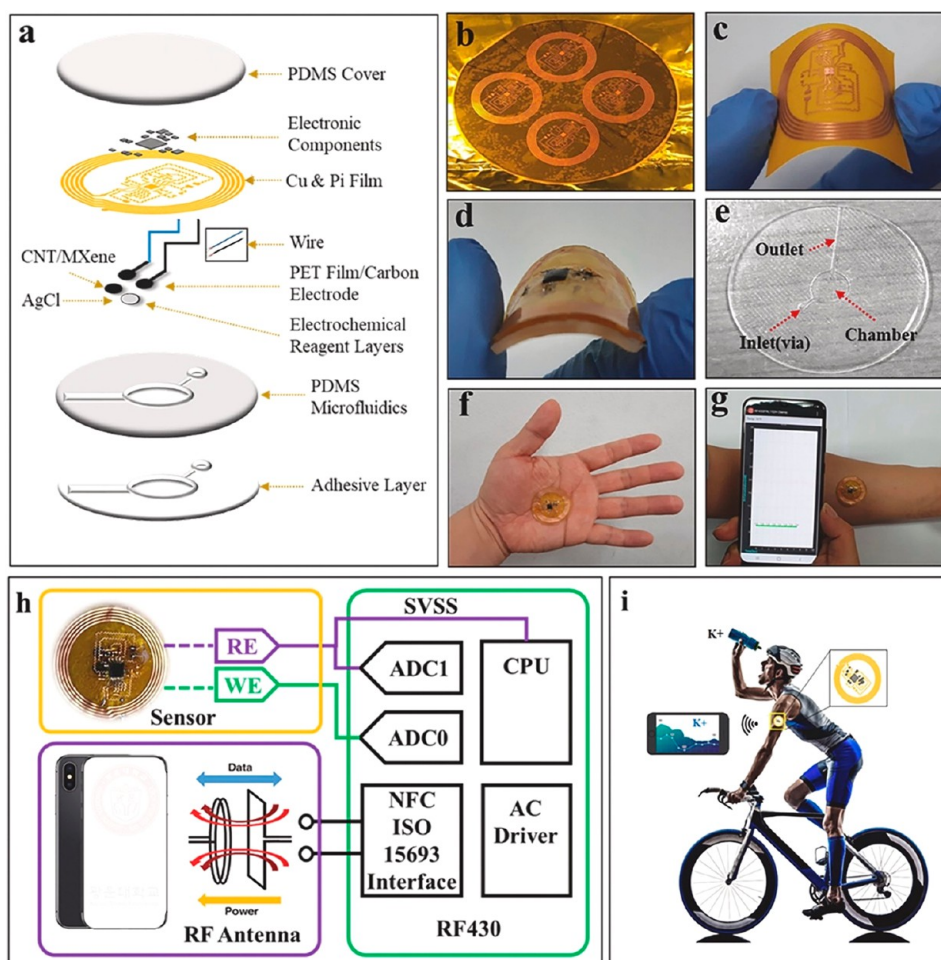 a
PDMS Cover
Electronic
Components
Cu & Pi Film
Wire
CNT/MXene
PET Film/Carbon
Electrode
AgCl
Electrochemical
Reagent Layers
PDMS
Microfluidics
Adhesive Layer
b
c
d
e
Outlet
Inlet(via)
Chamber
f
g
h
SVSS
RE
WE
Sensor
ADC1
CPU
ADC0
Data
Power
RF Antenna
NFC
ISO
15693
Interface
AC
Driver
RF430
i
K+
K+